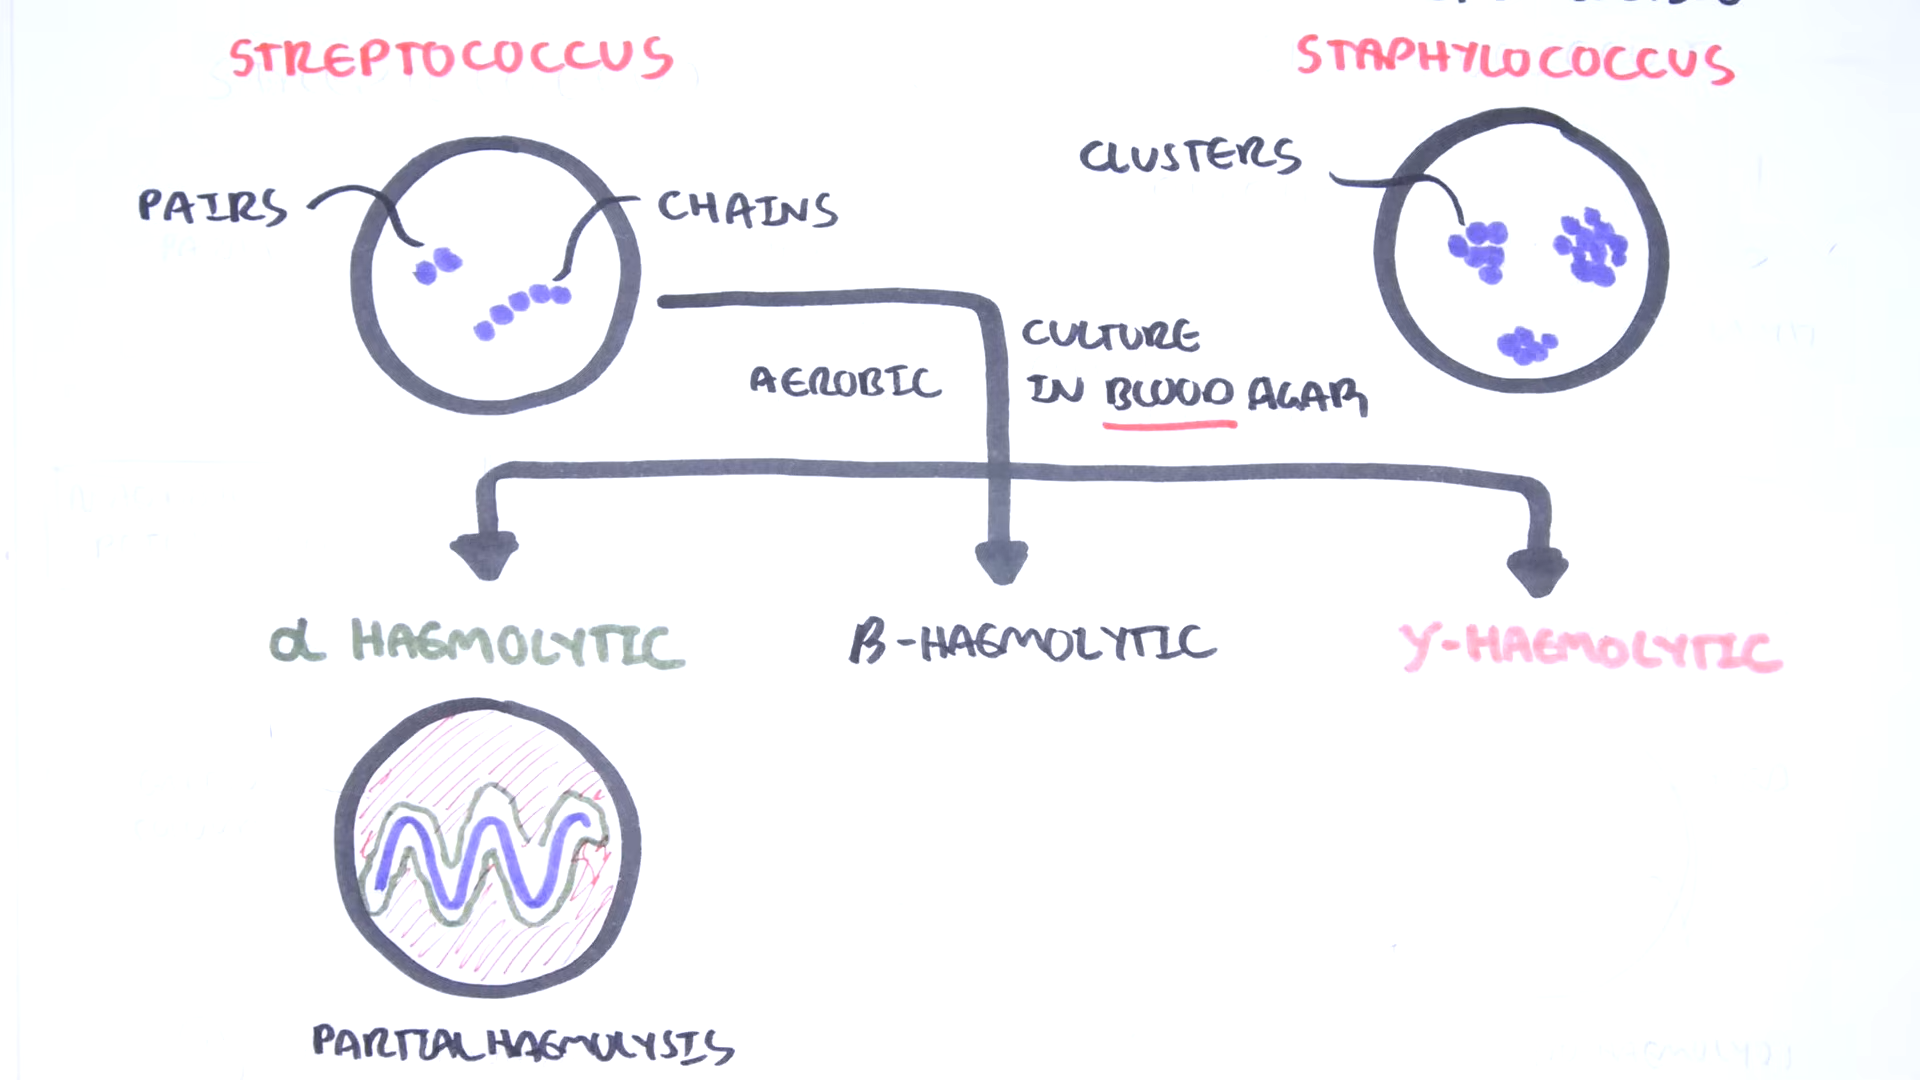 STREPTOCOCCUS
STAPHYLOCOCCUS
PAIRS
CHAINS
CLUSTERS
AEROBIC
CULTURE
IN BLOOD AGAR
α HAEMOLYTIC
β-HAEMOLYTIC
γ-HAEMOLYTIC
PARTIAL HAEMOLYSIS